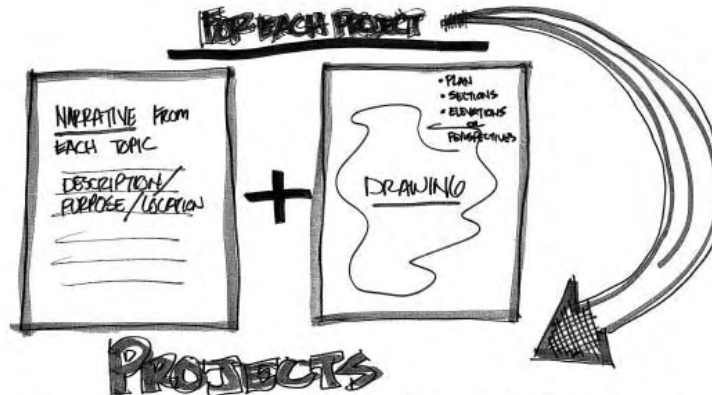 FOR EACH PROJECT
NARRATIVE FROM
EACH TOPIC
DESCRIPTION/
PURPOSE/LOCATION
+
• PLAN
• SECTIONS
• ELEVATIONS
OR
PERSPECTIVES
DRAWING
PROJECTS